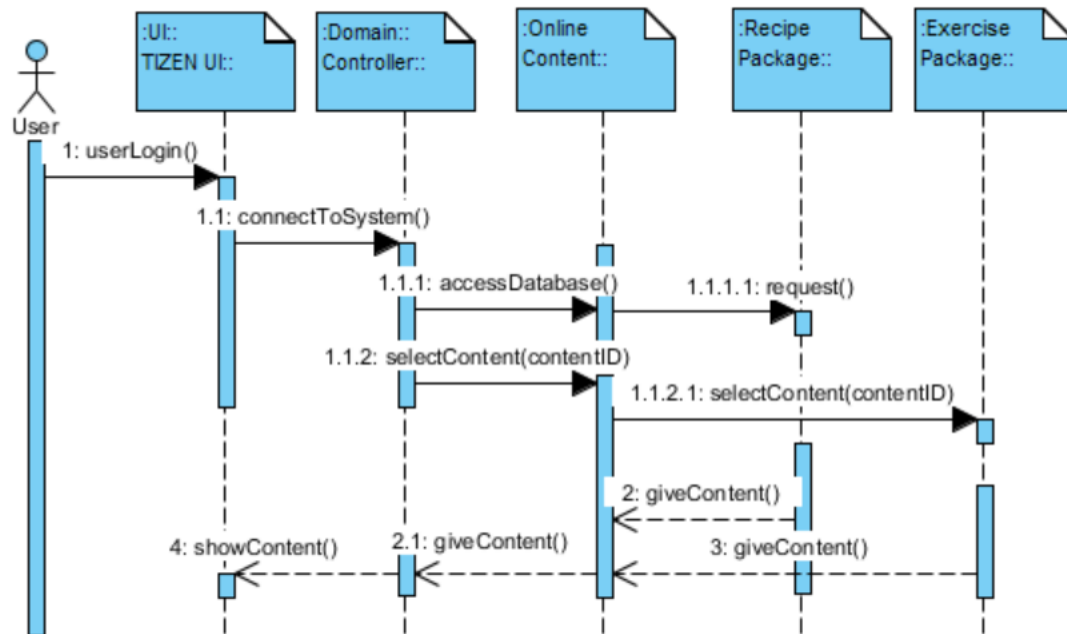 :UI::
TIZEN UI::
:Domain::
Controller::
:Online
Content::
:Recipe
Package::
:Exercise
Package::
User
1: userLogin()
1.1: connectToSystem()
1.1.1: accessDatabase()
1.1.1.1: request()
1.1.2: selectContent(contentID)
1.1.2.1: selectContent(contentID)
2: giveContent()
4: showContent()
2.1: giveContent()
3: giveContent()